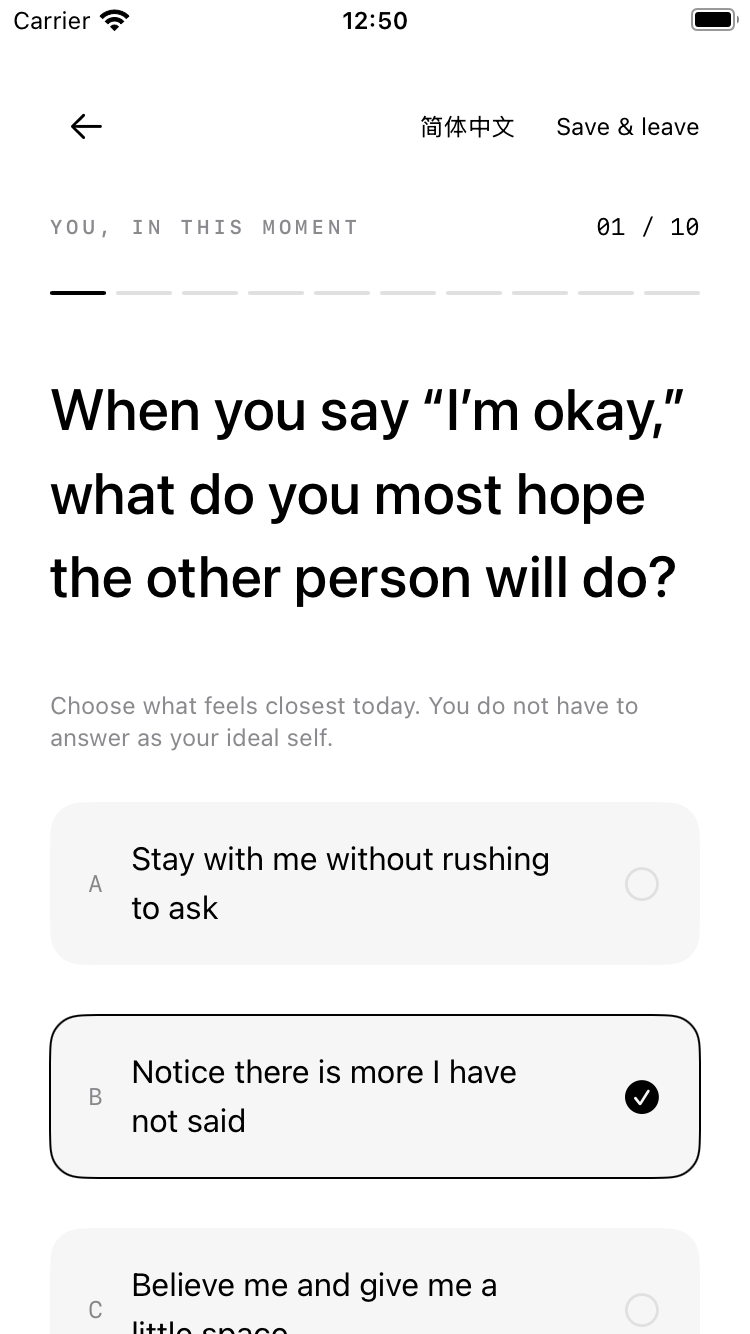 Carrier
12:50
简体中文
Save & leave
YOU, IN THIS MOMENT
01 / 10
When you say “I’m okay,”
what do you most hope
the other person will do?
Choose what feels closest today. You do not have to
answer as your ideal self.
A
Stay with me without rushing
to ask
B
Notice there is more I have
not said
C
Believe me and give me a
little space